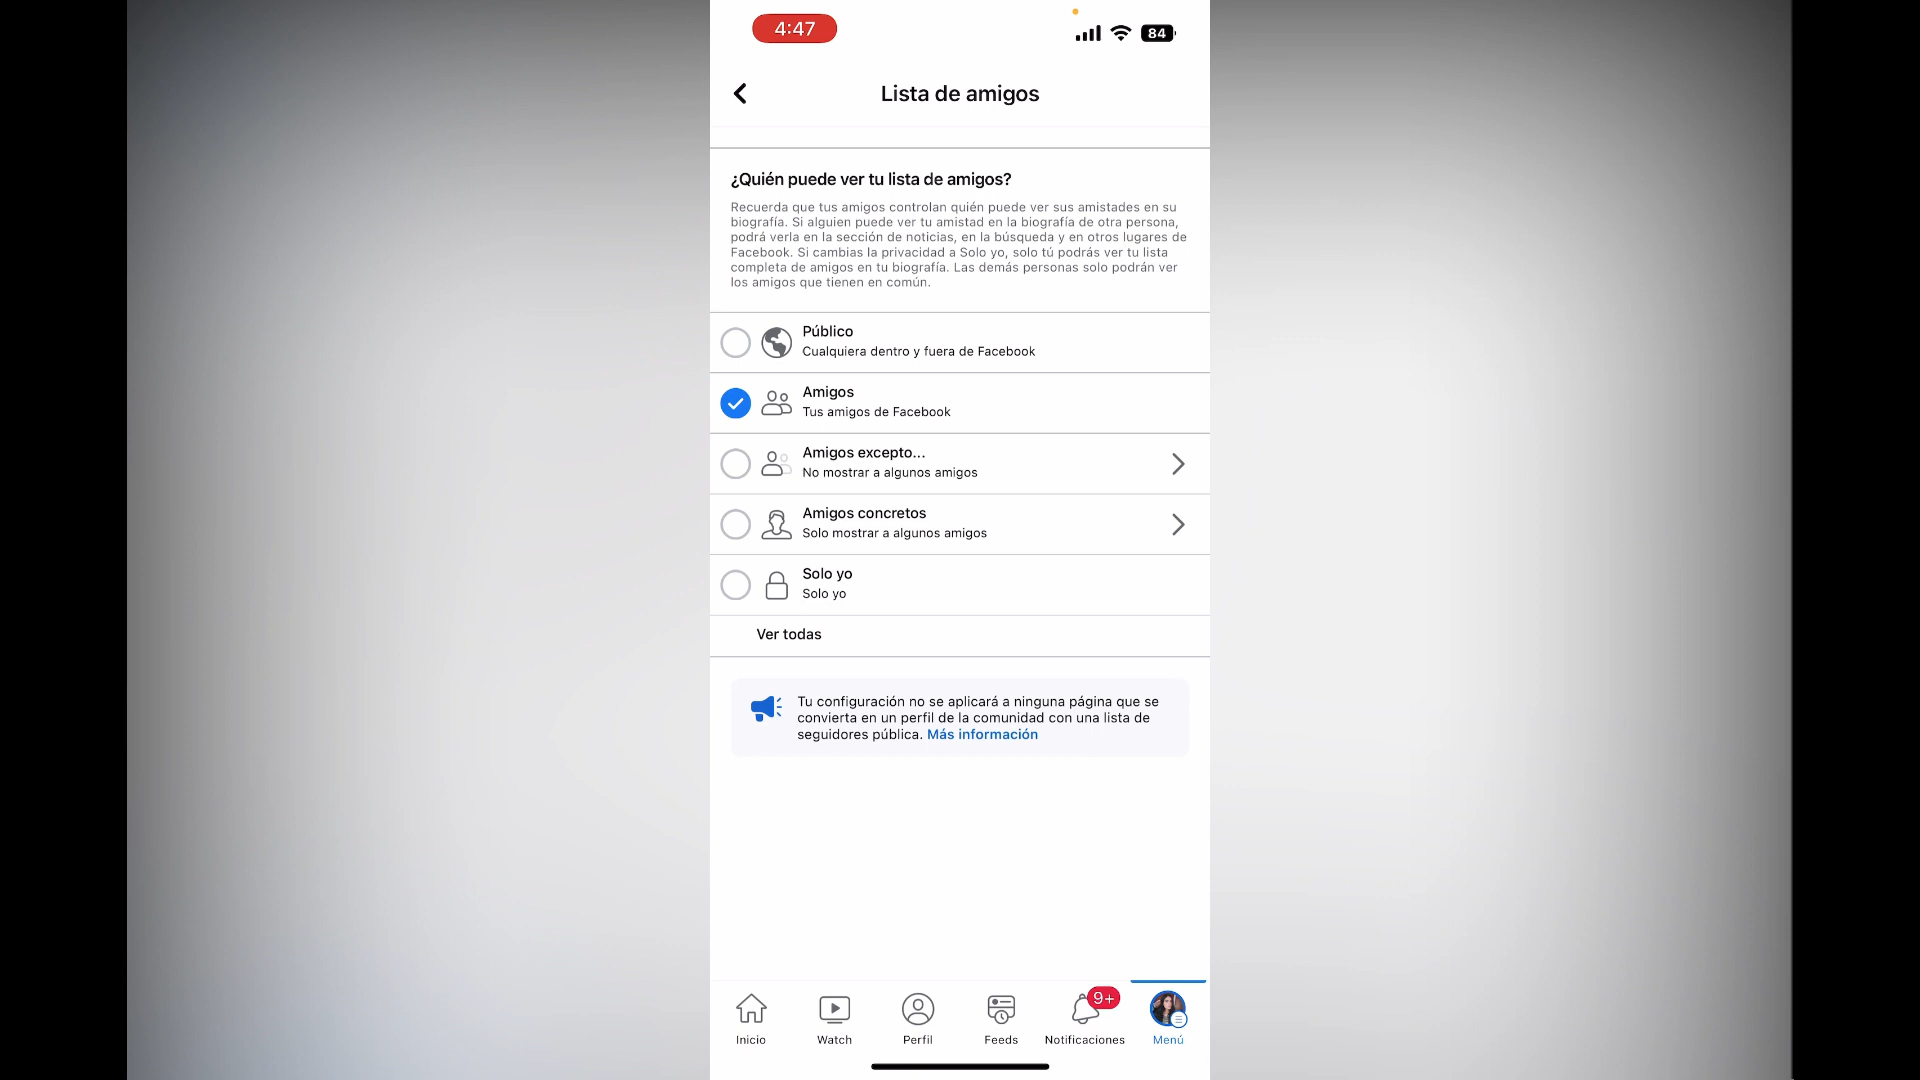 4:47
84
Lista de amigos
¿Quién puede ver tu lista de amigos?
Recuerda que tus amigos controlan quién puede ver sus amistades en su
biografía. Si alguien puede ver tu amistad en la biografía de otra persona,
podrá verla en la sección de noticias, en la búsqueda y en otros lugares de
Facebook. Si cambias la privacidad a Solo yo, solo tú podrás ver tu lista
completa de amigos en tu biografía. Las demás personas solo podrán ver
los amigos que tienen en común.
Público
Cualquiera dentro y fuera de Facebook
Amigos
Tus amigos de Facebook
Amigos excepto...
No mostrar a algunos amigos
Amigos concretos
Solo mostrar a algunos amigos
Solo yo
Solo yo
Ver todas
Tu configuración no se aplicará a ninguna página que se
convierta en un perfil de la comunidad con una lista de
seguidores pública. Más información
9+
Inicio
Watch
Perfil
Feeds
Notificaciones
Menú